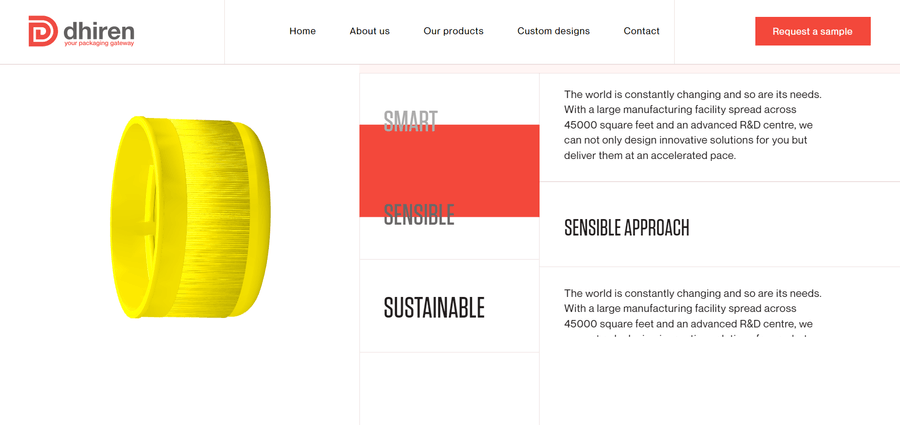 dhiren
your packaging gateway
Home
About us
Our products
Custom designs
Contact
Request a sample
SMART
SENSIBLE
SUSTAINABLE
The world is constantly changing and so are its needs.
With a large manufacturing facility spread across
45000 square feet and an advanced R&D centre, we
can not only design innovative solutions for you but
deliver them at an accelerated pace.
SENSIBLE APPROACH
The world is constantly changing and so are its needs.
With a large manufacturing facility spread across
45000 square feet and an advanced R&D centre, we